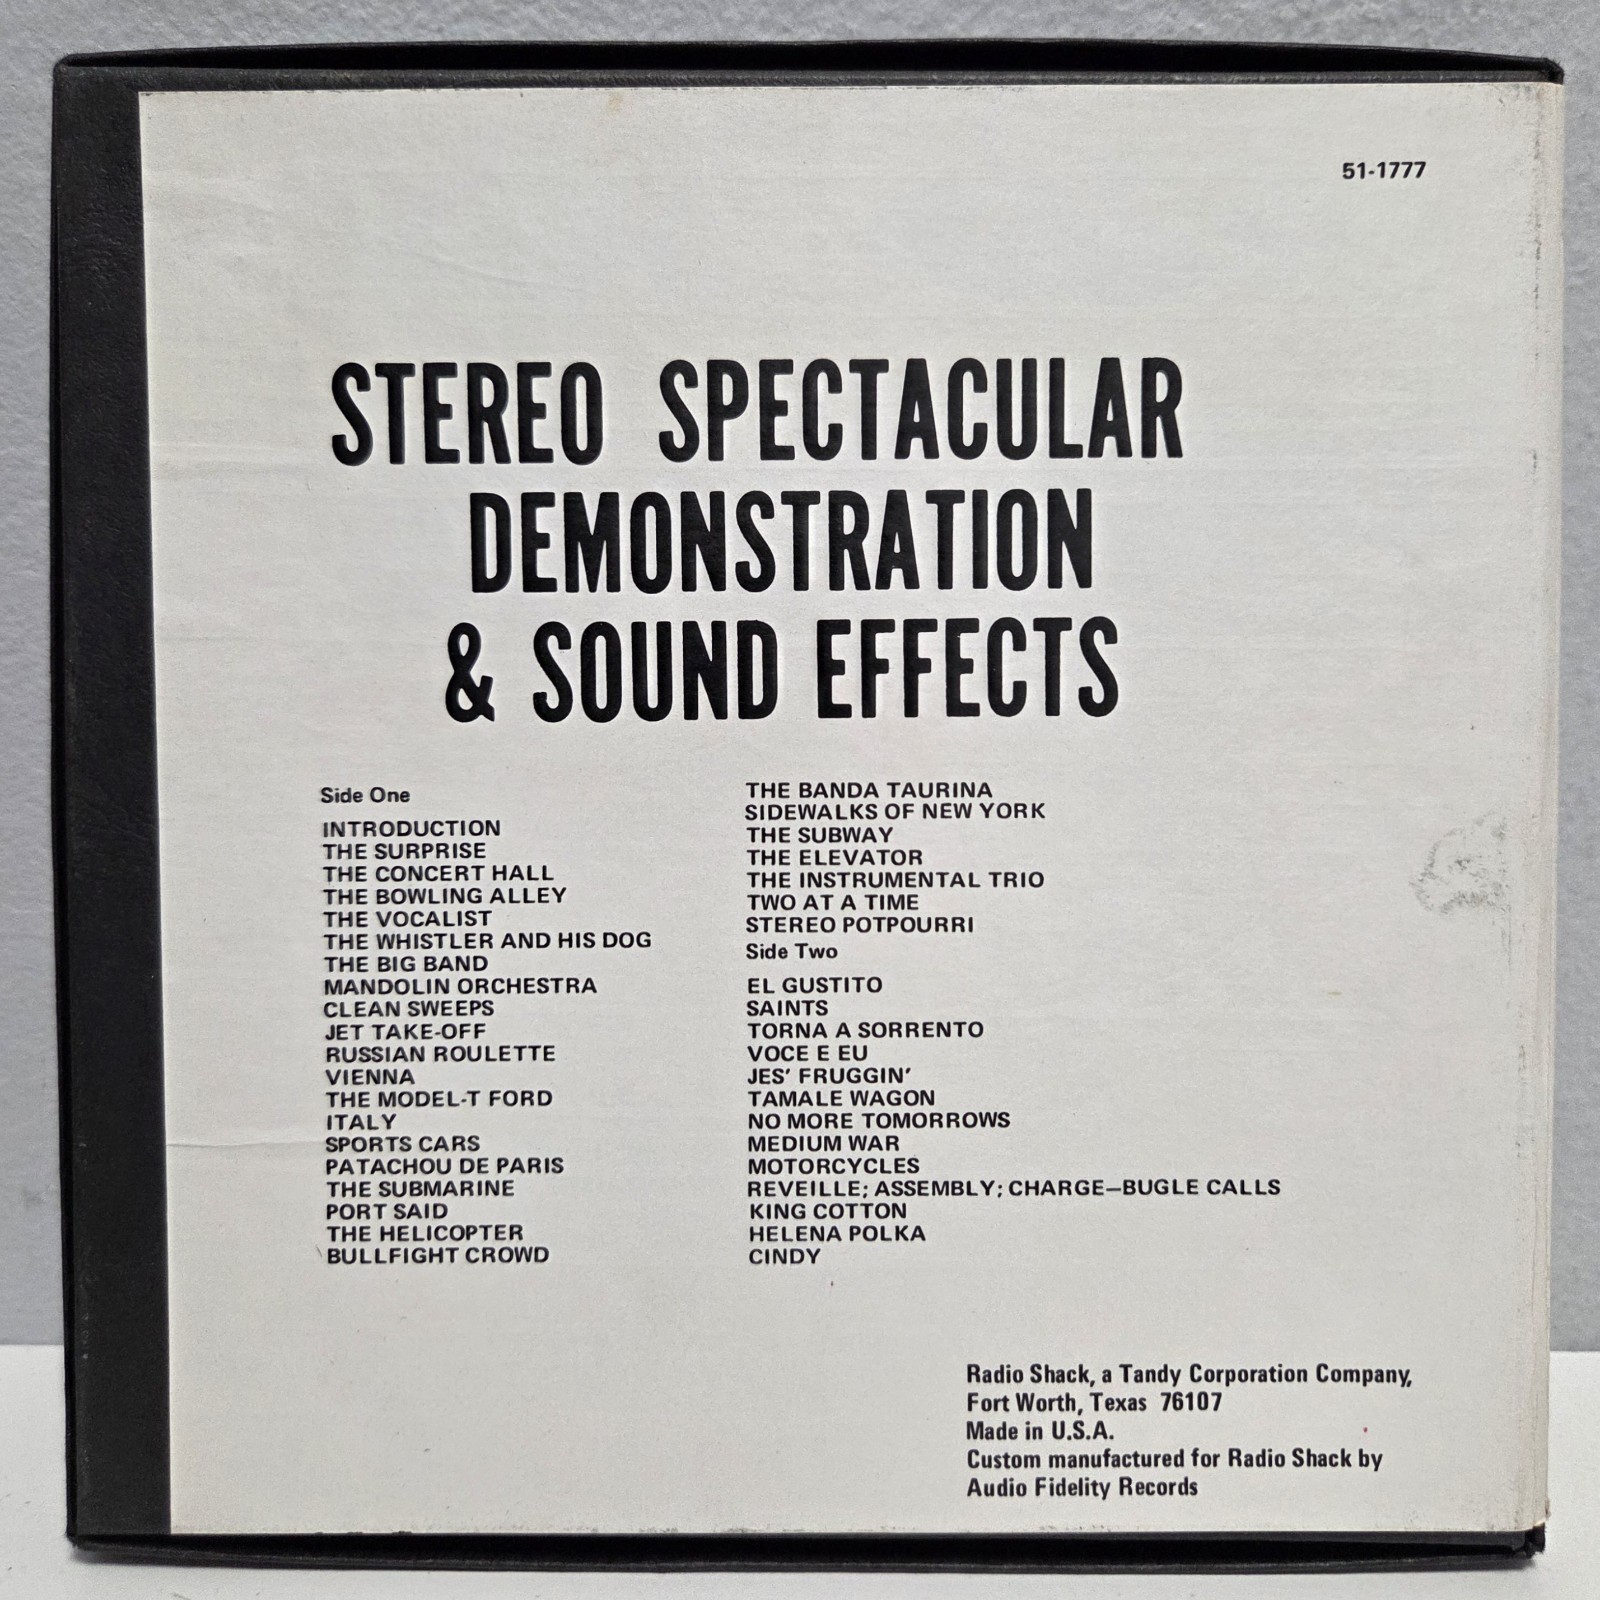 51-1777
STEREO SPECTACULAR
DEMONSTRATION
& SOUND EFFECTS
Side One
INTRODUCTION
THE SURPRISE
THE CONCERT HALL
THE BOWLING ALLEY
THE VOCALIST
THE WHISTLER AND HIS DOG
THE BIG BAND
MANDOLIN ORCHESTRA
CLEAN SWEEPS
JET TAKE-OFF
RUSSIAN ROULETTE
VIENNA
THE MODEL-T FORD
ITALY
SPORTS CARS
PATACHOU DE PARIS
THE SUBMARINE
PORT SAID
THE HELICOPTER
BULLFIGHT CROWD
THE BANDA TAURINA
SIDEWALKS OF NEW YORK
THE SUBWAY
THE ELEVATOR
THE INSTRUMENTAL TRIO
TWO AT A TIME
STEREO POTPOURRI
Side Two
EL GUSTITO
SAINTS
TORNA A SORRENTO
VOCE E EU
JES' FRUGGIN'
TAMALE WAGON
NO MORE TOMORROWS
MEDIUM WAR
MOTORCYCLES
REVEILLE; ASSEMBLY; CHARGE—BUGLE CALLS
KING COTTON
HELENA POLKA
CINDY
Radio Shack, a Tandy Corporation Company,
Fort Worth, Texas 76107
Made in U.S.A.
Custom manufactured for Radio Shack by
Audio Fidelity Records